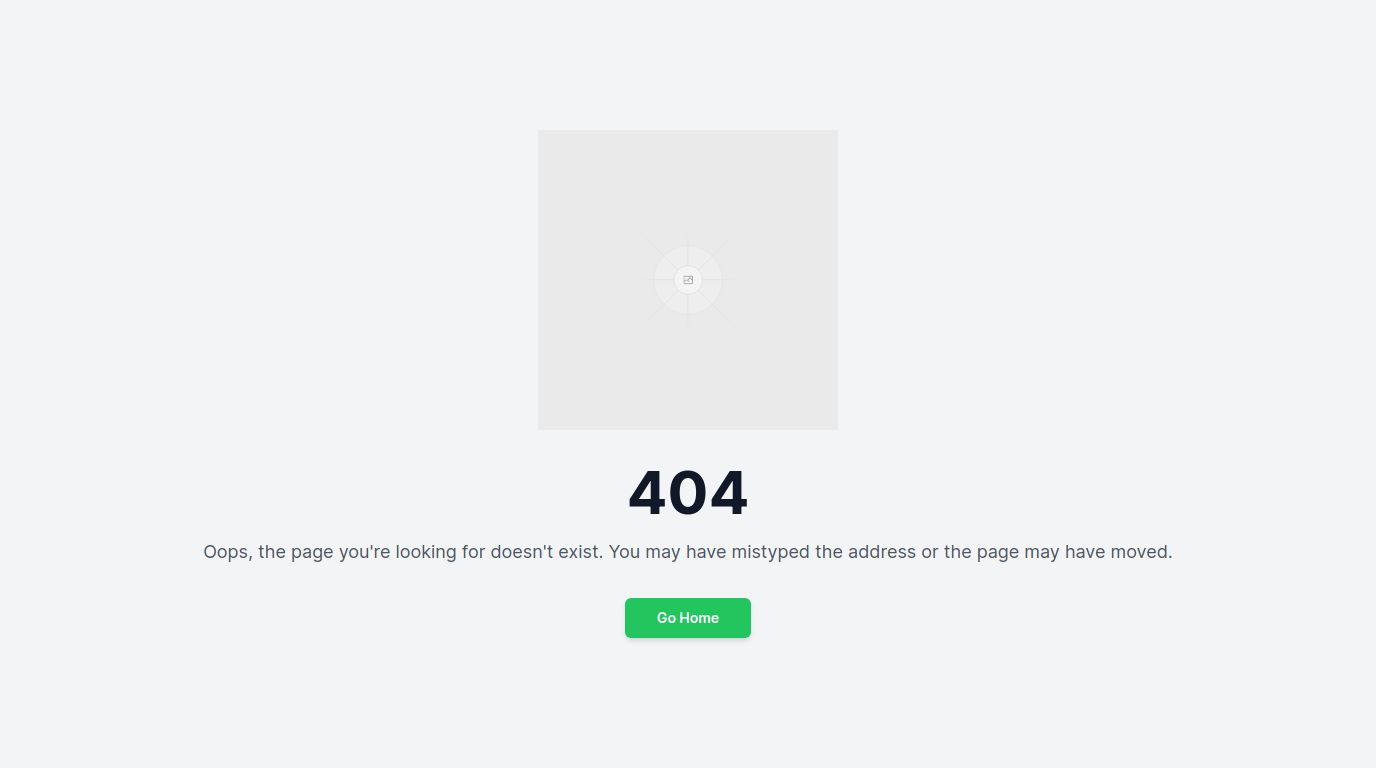 404
Oops, the page you're looking for doesn't exist. You may have mistyped the address or the page may have moved.
Go Home